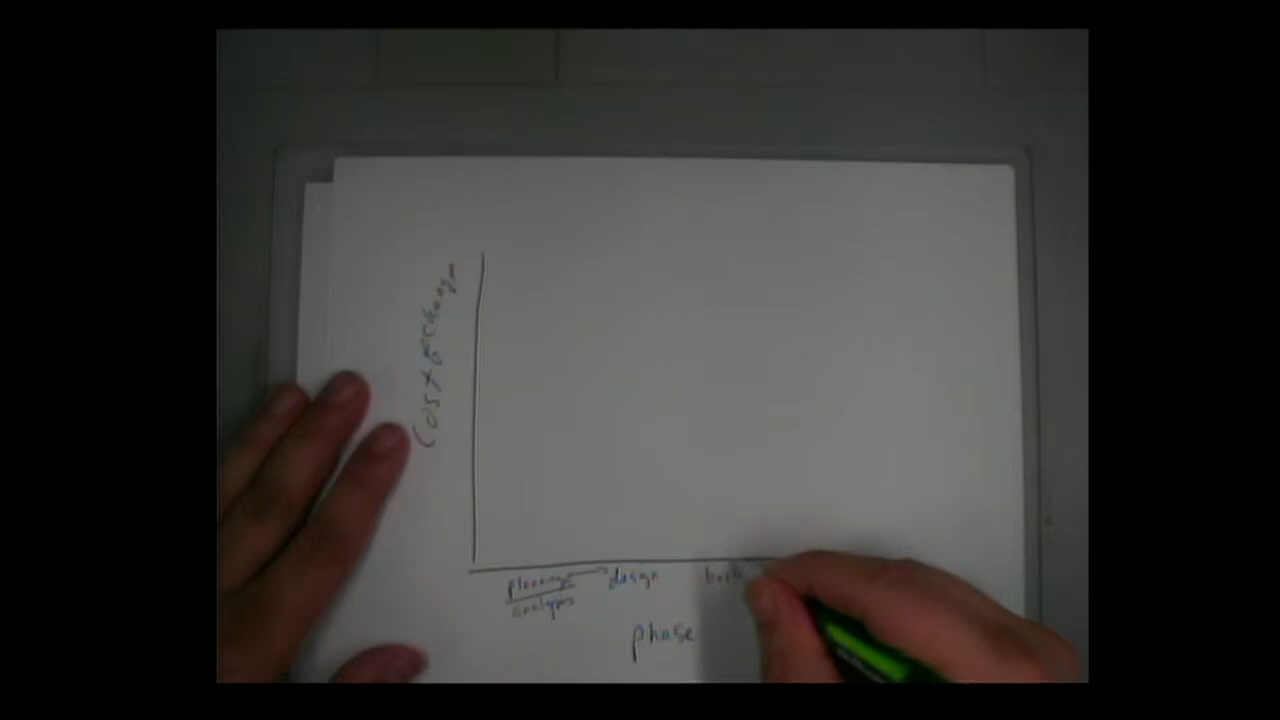 Cost of Change
planning design
analysis
phase